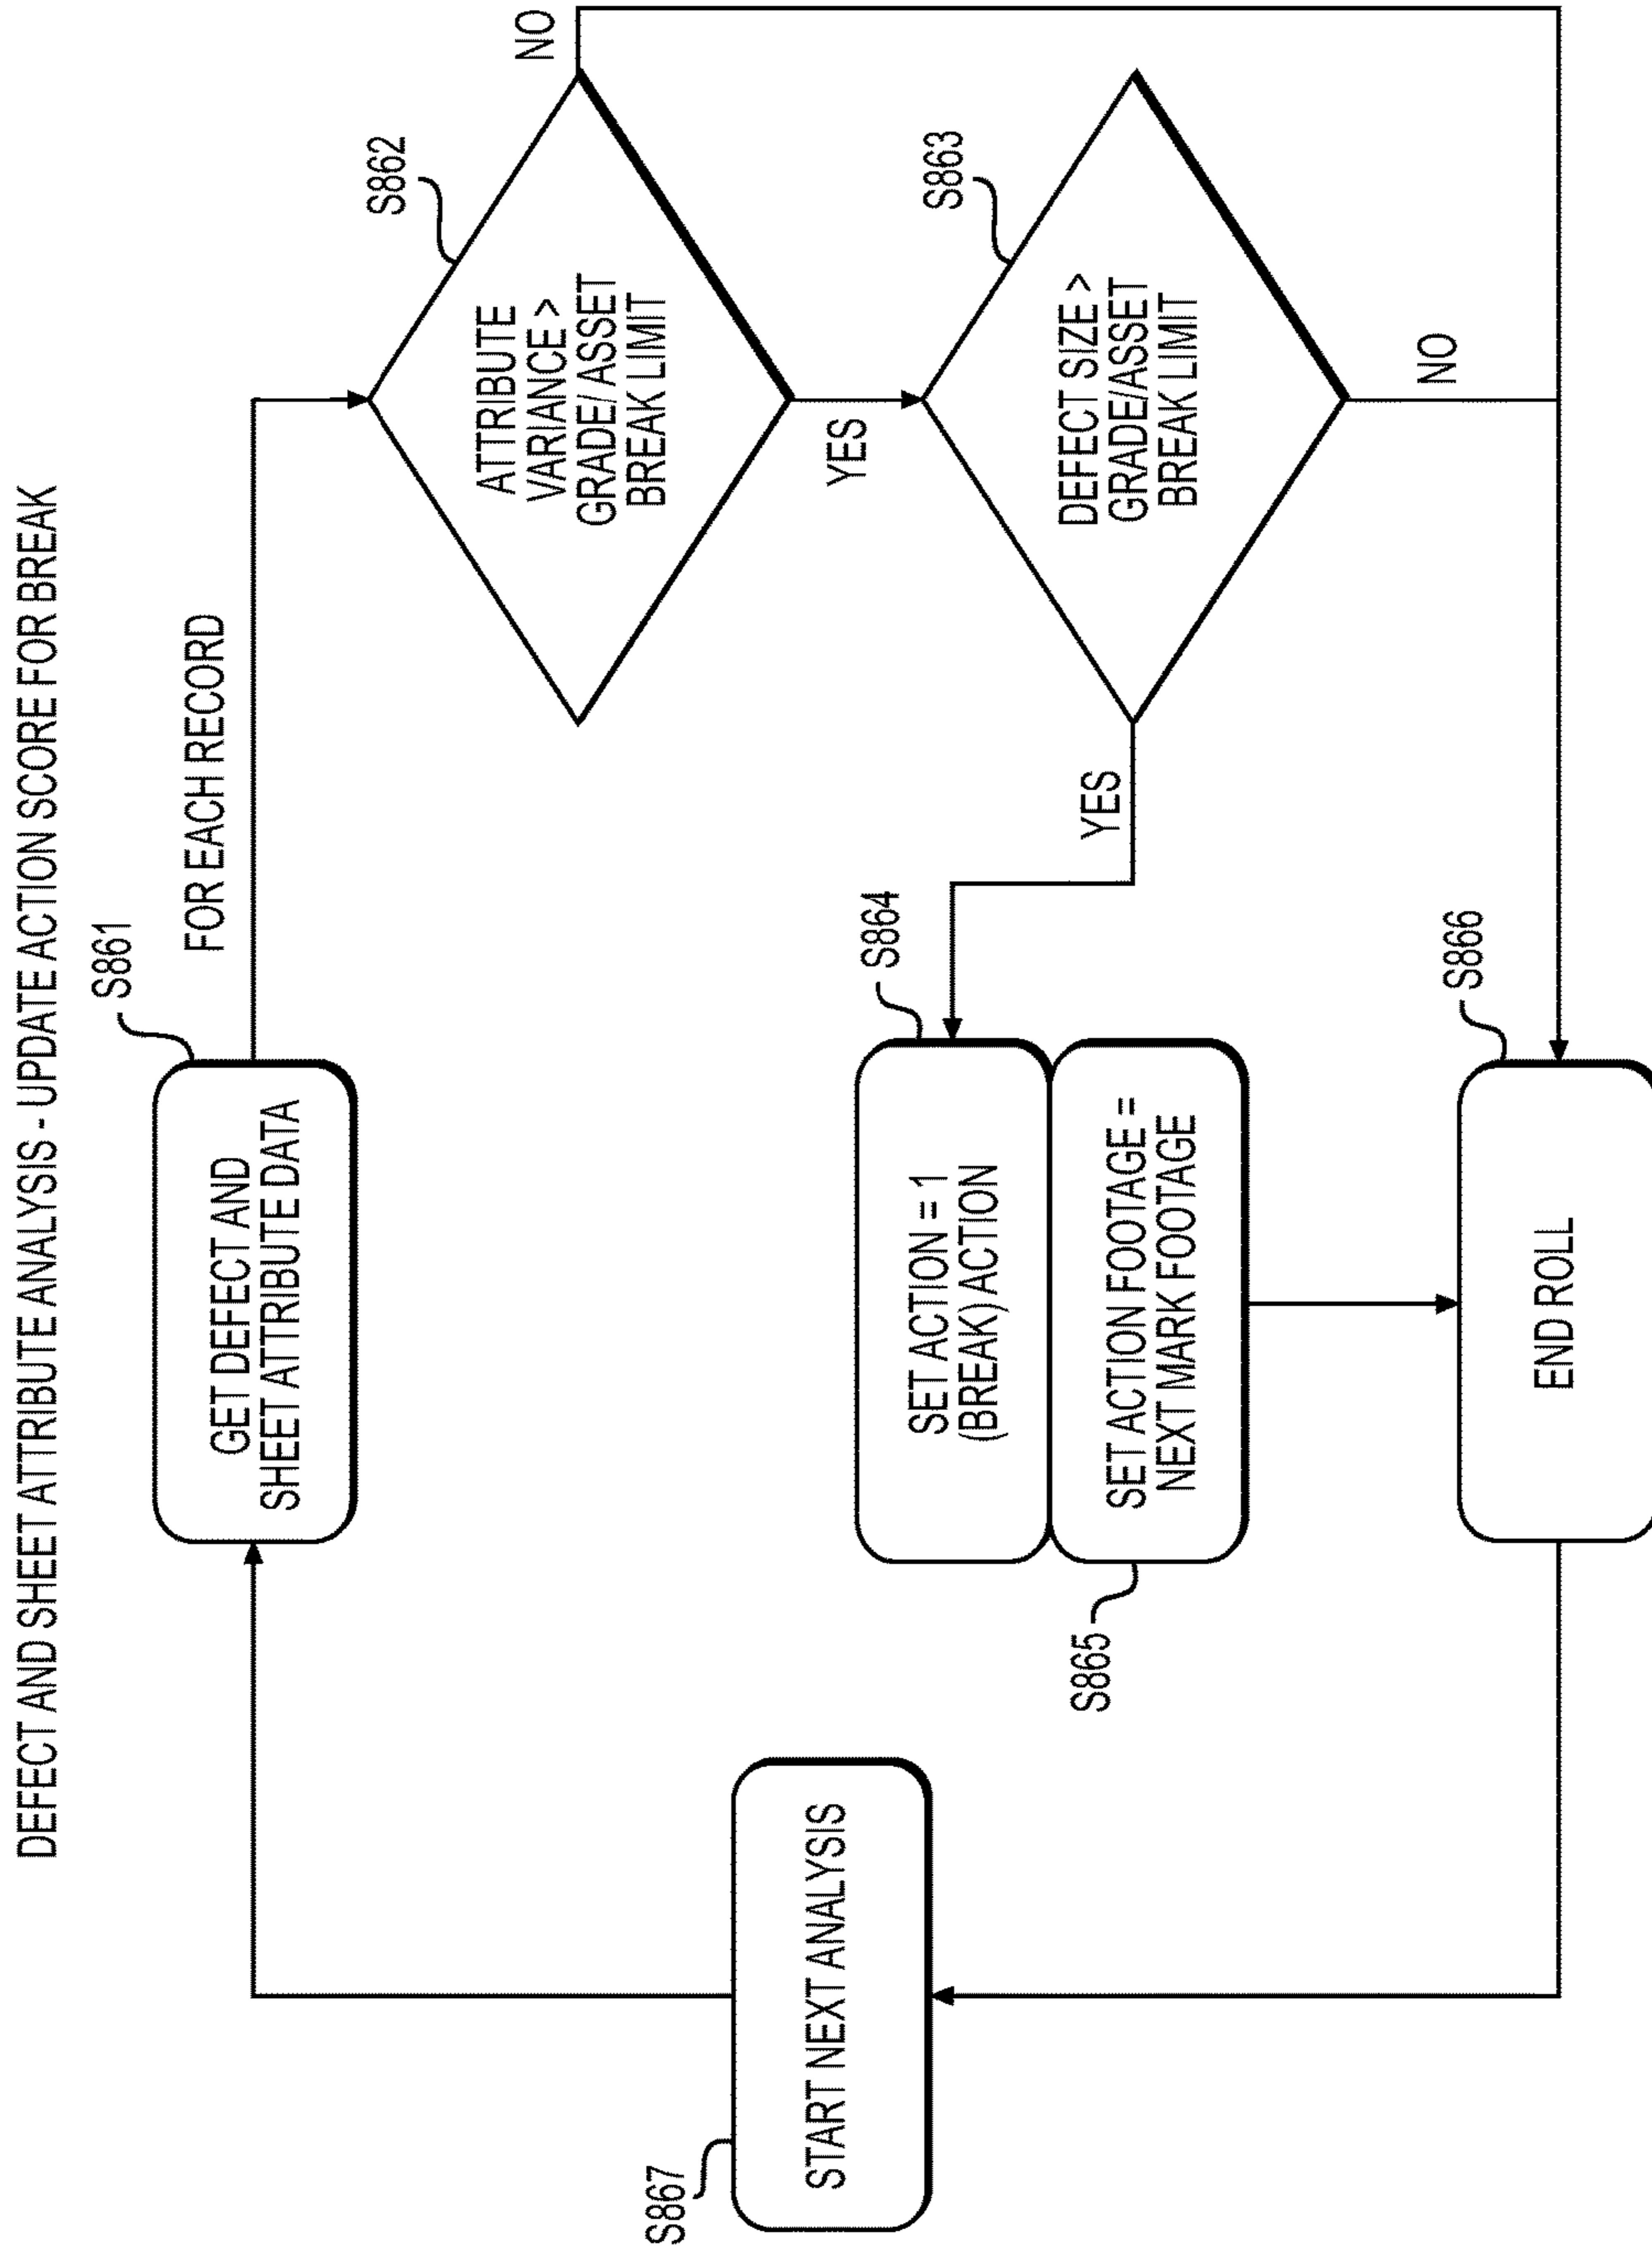 DEFECT AND SHEET ATTRIBUTE ANALYSIS - UPDATE ACTION SCORE FOR BREAK
S861
GET DEFECT AND
SHEET ATTRIBUTE DATA
FOR EACH RECORD
S862
ATTRIBUTE
VARIANCE >
GRADE/ASSET
BREAK LIMIT
NO
YES
S863
DEFECT SIZE >
GRADE/ASSET
BREAK LIMIT
NO
YES
S864
SET ACTION = 1
(BREAK) ACTION
S865
SET ACTION FOOTAGE =
NEXT MARK FOOTAGE
S866
END ROLL
S867
START NEXT ANALYSIS